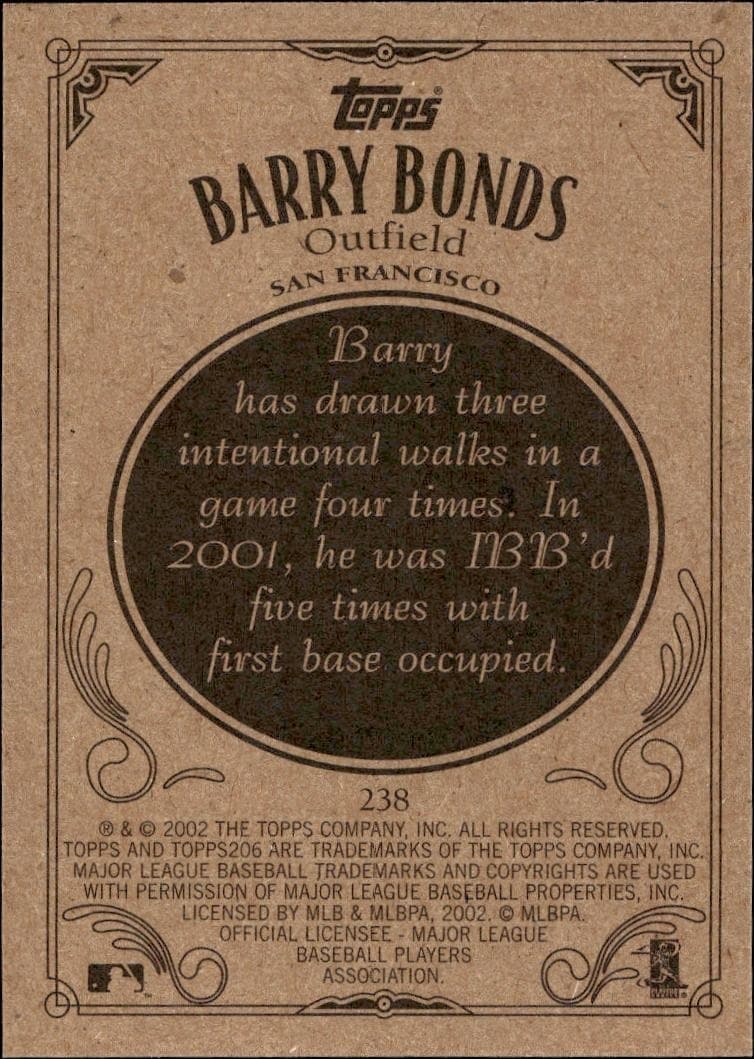 topps®
BARRY BONDS
Outfield
SAN FRANCISCO
Barry
has drawn three
intentional walks in a
game four times. In
2001, he was IBB'd
five times with
first base occupied.
238
® & © 2002 THE TOPPS COMPANY, INC. ALL RIGHTS RESERVED.
TOPPS AND TOPPS206 ARE TRADEMARKS OF THE TOPPS COMPANY, INC.
MAJOR LEAGUE BASEBALL TRADEMARKS AND COPYRIGHTS ARE USED
WITH PERMISSION OF MAJOR LEAGUE BASEBALL PROPERTIES, INC.
LICENSED BY MLB & MLBPA, 2002. © MLBPA.
OFFICIAL LICENSEE - MAJOR LEAGUE
BASEBALL PLAYERS
ASSOCIATION.